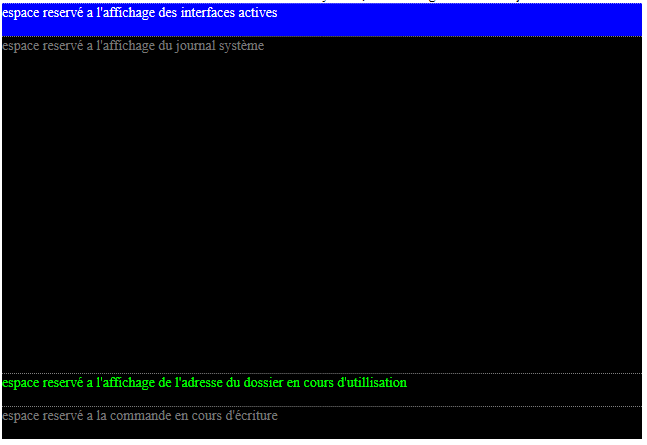 espace reservé a l'affichage des interfaces actives
espace reservé a l'affichage du journal système
espace reservé a l'affichage de l'adresse du dossier en cours d'utillisation
espace reservé a la commande en cours d'écriture